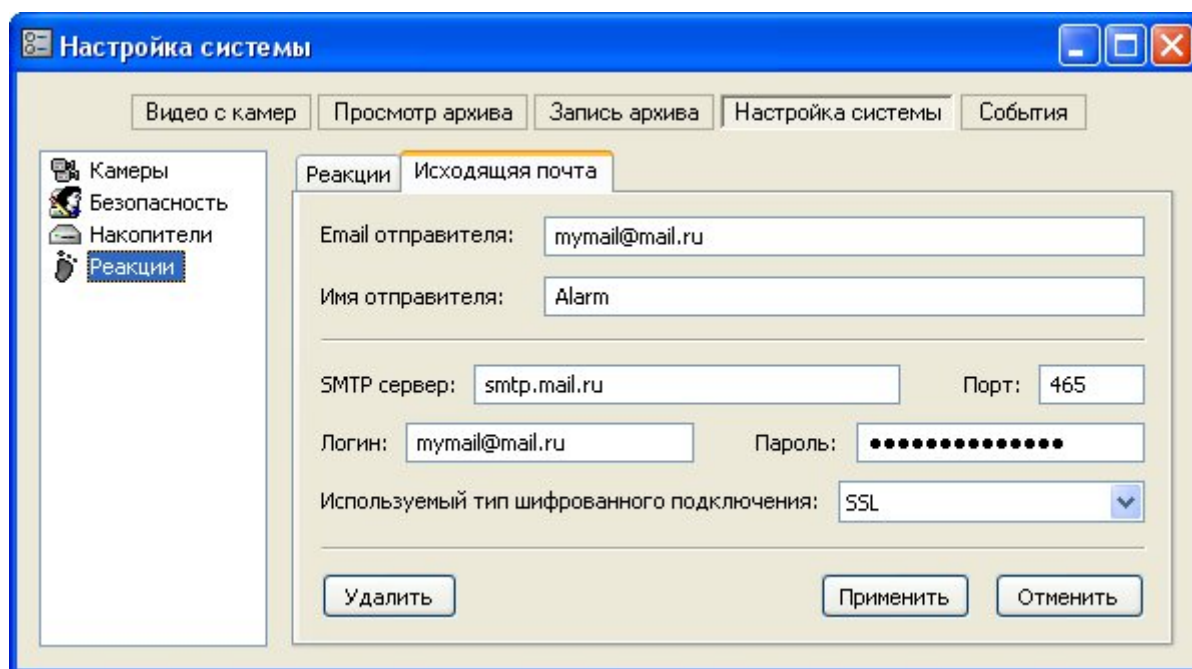 Настройка системы
Видео с камер Просмотр архива Запись архива Настройка системы События
Камеры
Безопасность
Накопители
Реакции
Реакции Исходящяя почта
Email отправителя: mymail@mail.ru
Имя отправителя: Alarm
SMTP сервер: smtp.mail.ru Порт: 465
Логин: mymail@mail.ru Пароль: ●●●●●●●●●●●●●●
Используемый тип шифрованного подключения: SSL
Удалить Применить Отменить